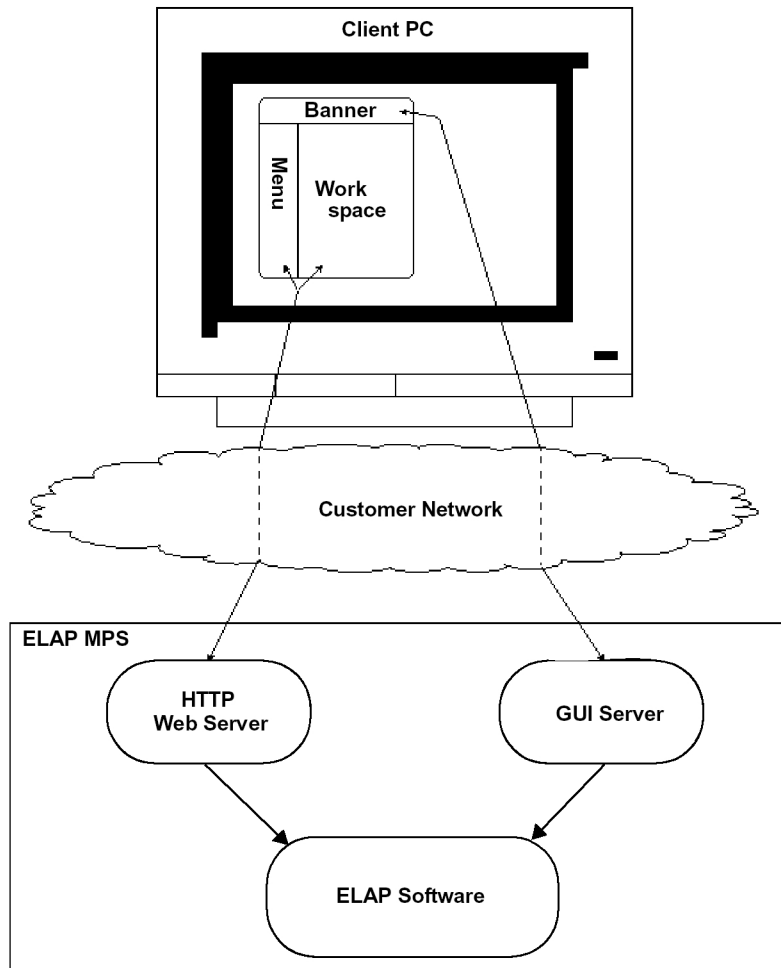 Client PC
Banner
Menu
Work
space
Customer Network
ELAP MPS
HTTP
Web Server
GUI Server
ELAP Software